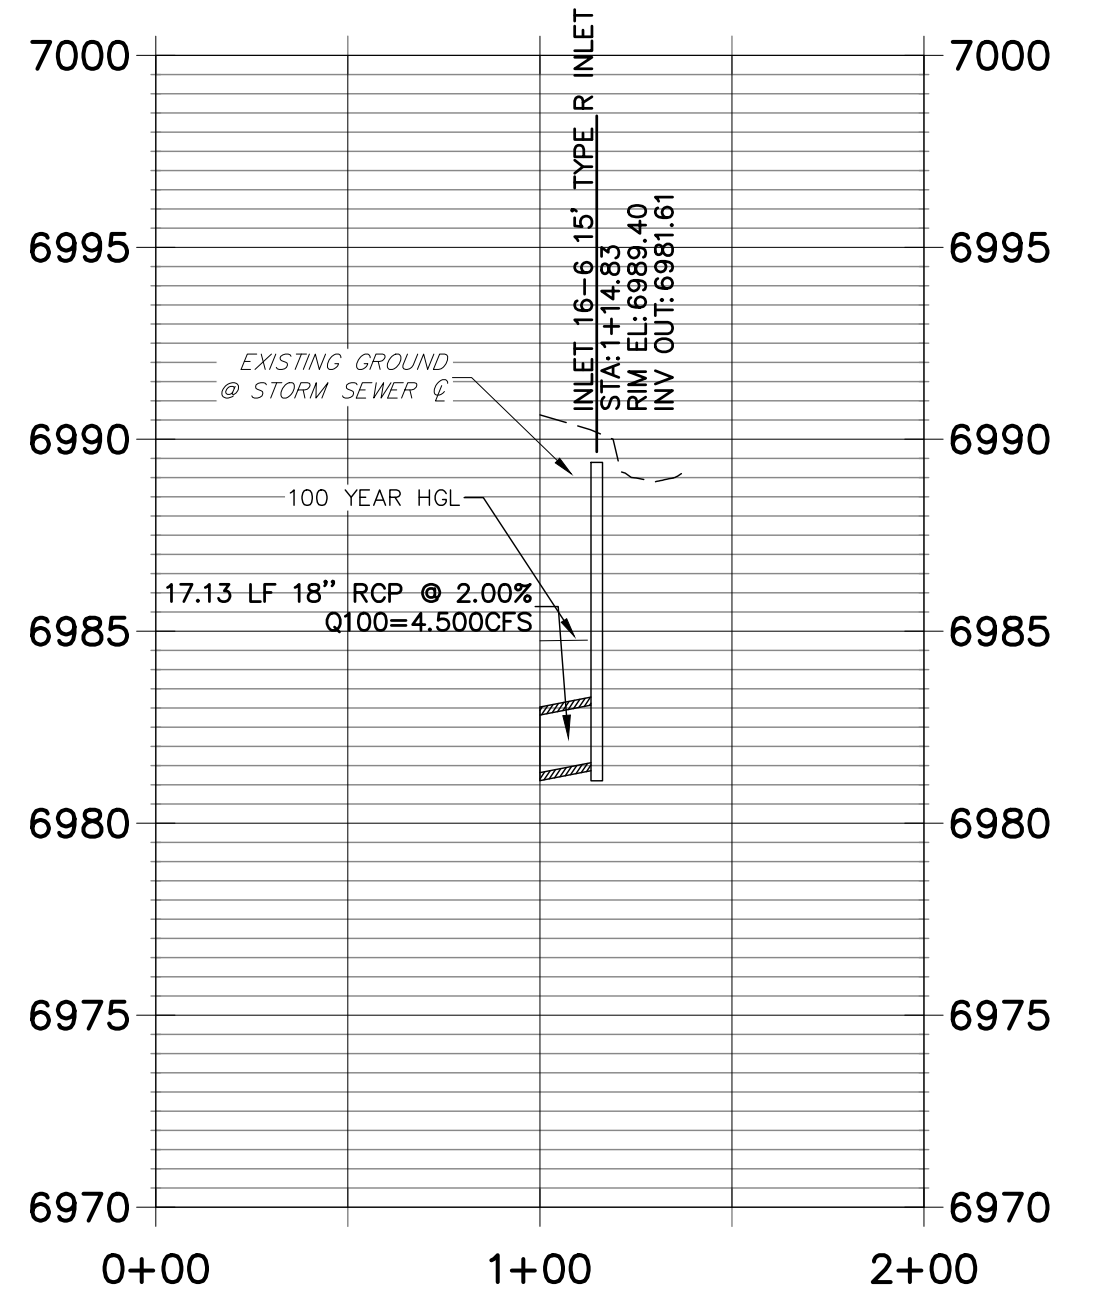 7000
7000
INLET 16-6 15' TYPE R INLET
STA:1+14.83
RIM EL:6989.40
INV OUT:6981.61
6995
6995
EXISTING GROUND
@ STORM SEWER ℄
6990
6990
100 YEAR HGL
17.13 LF 18” RCP @ 2.00%
Q100=4.500CFS
6985
6985
6980
6980
6975
6975
6970
6970
0+00
1+00
2+00